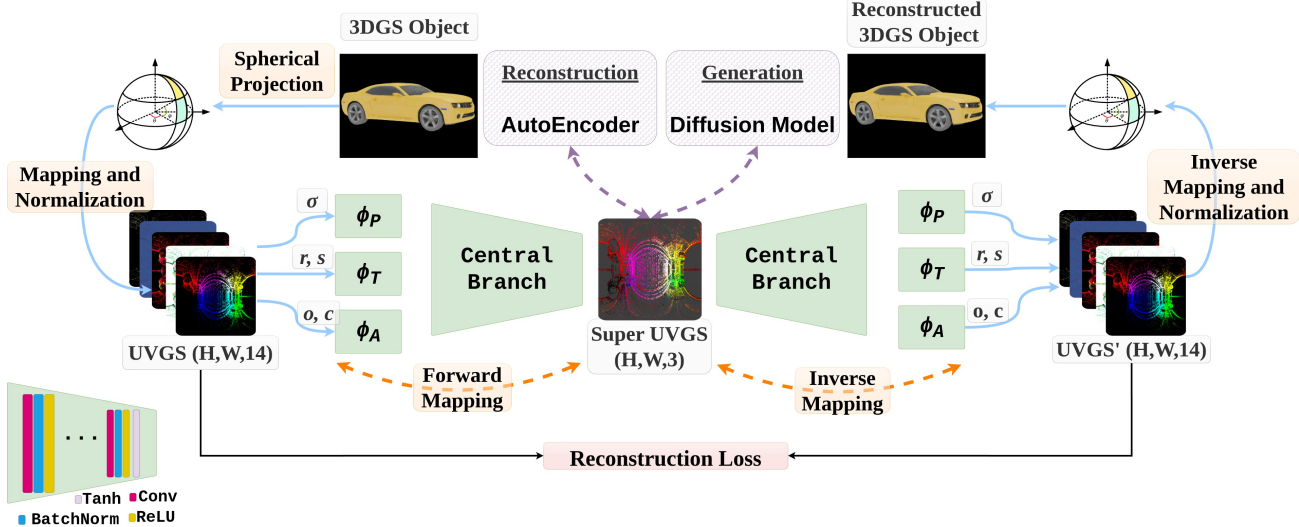 3DGS Object
Reconstructed
3DGS Object
Spherical
Projection
Reconstruction
AutoEncoder
Generation
Diffusion Model
Mapping and
Normalization
Inverse
Mapping and
Normalization
σ
r, s
o, c
ϕP
ϕT
ϕA
Central
Branch
Central
Branch
ϕP
ϕT
ϕA
σ
r, s
o, c
UVGS (H,W,14)
Super UVGS
(H,W,3)
UVGS' (H,W,14)
Forward
Mapping
Inverse
Mapping
Reconstruction Loss
. . .
Tanh
Conv
BatchNorm
ReLU